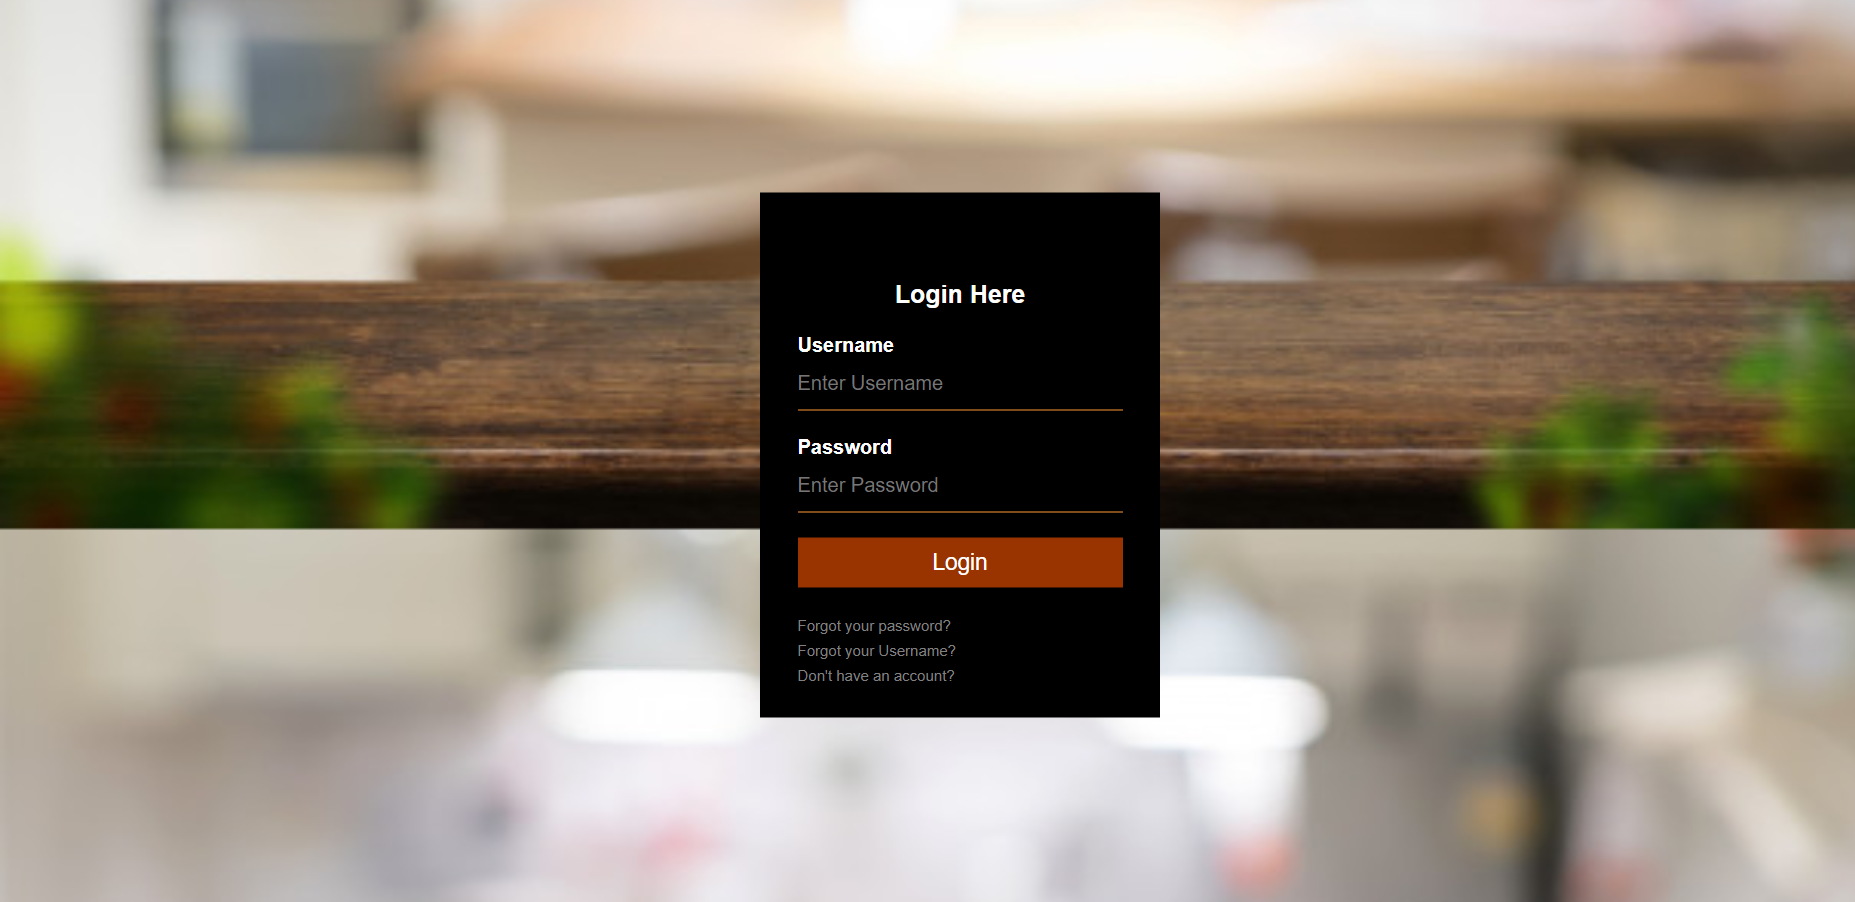 Login Here
Username
Enter Username
Password
Enter Password
Login
Forgot your password?
Forgot your Username?
Don't have an account?